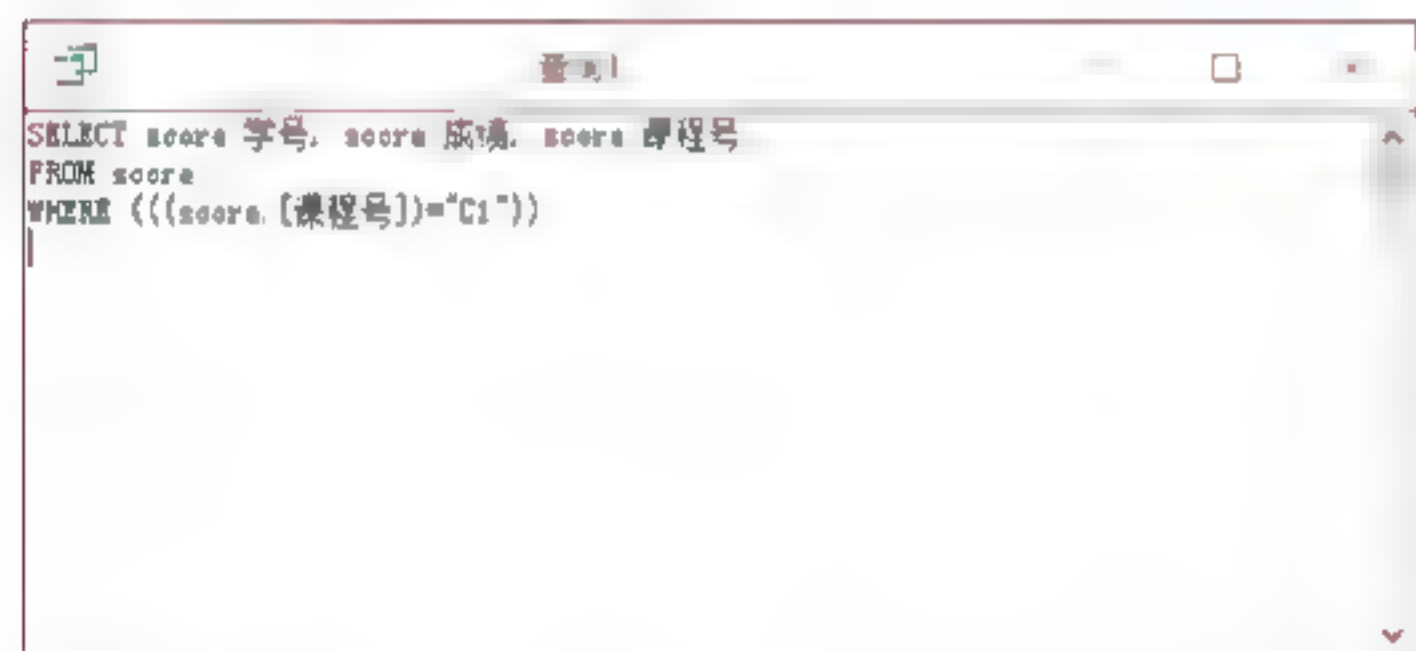 SELECT score 学号, score 成绩, score 课程号
FROM score
WHERE (((score.[课程号])="C1"))